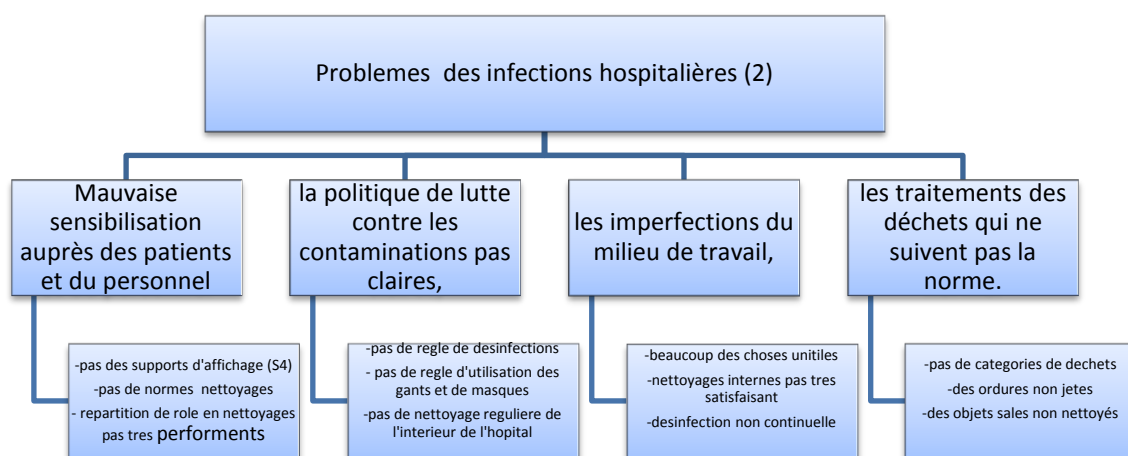 Problemes des infections hospitalières (2)
Mauvaise
sensibilisation
auprès des patients
et du personnel
la politique de lutte
contre les
contaminations pas
claires,
les imperfections du
milieu de travail,
les traitements des
déchets qui ne
suivent pas la
norme.
-pas des supports d'affichage (S4)
-pas de normes nettoyages
- repartition de role en nettoyages
pas tres performents
-pas de regle de desinfections
- pas de regle d'utilisation des
gants et de masques
-pas de nettoyage reguliere de
l'interieur de l'hopital
-beaucoup des choses unitiles
-nettoyages internes pas tres
satisfaisant
-desinfection non continuelle
-pas de categories de dechets
-des ordures non jetes
-des objets sales non nettoyés